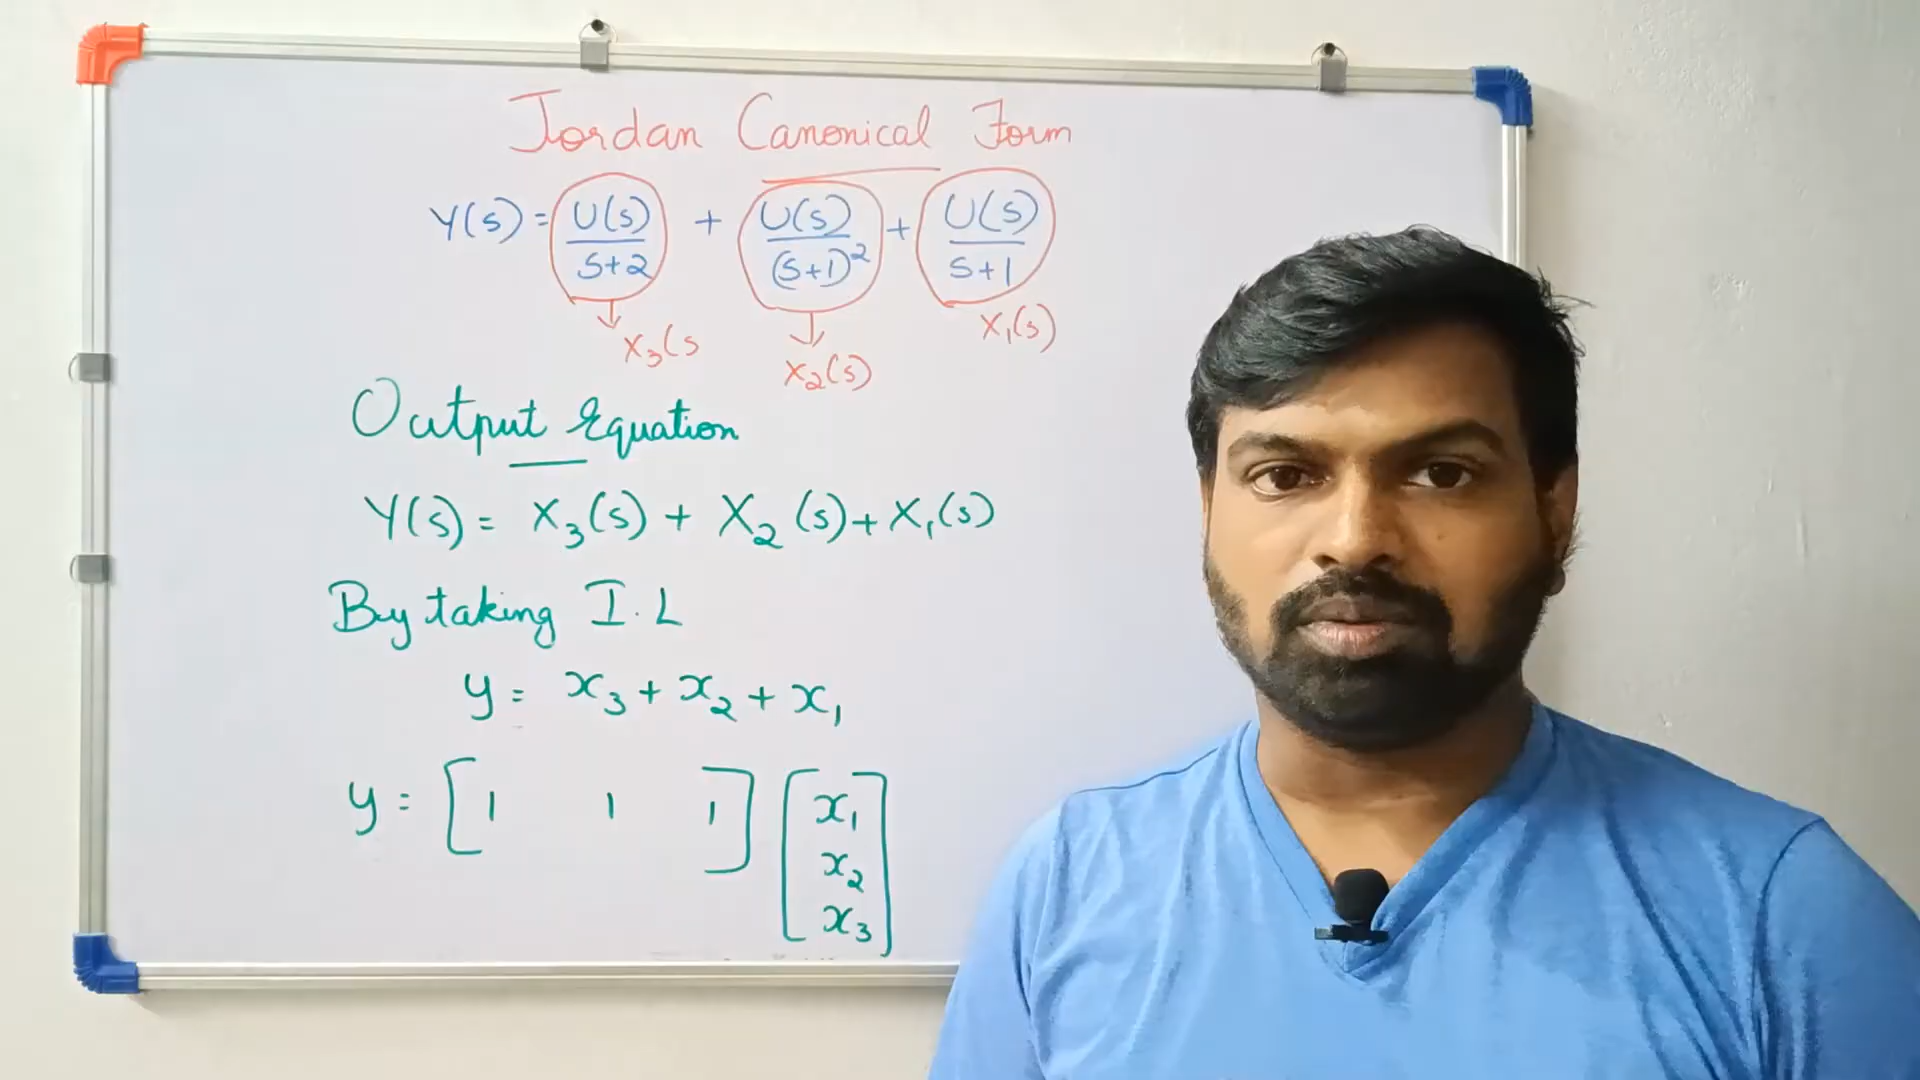 Jordan Canonical Form
Y(s) = U(s)/s+2 + U(s)/(s+1)² + U(s)/s+1
X₃(s X₂(s) X₁(s)
Output Equation
Y(s) = X₃(s) + X₂(s) + X₁(s)
By taking I.L
y = x₃ + x₂ + x₁
y = [1 1 1] [x₁
x₂
x₃]